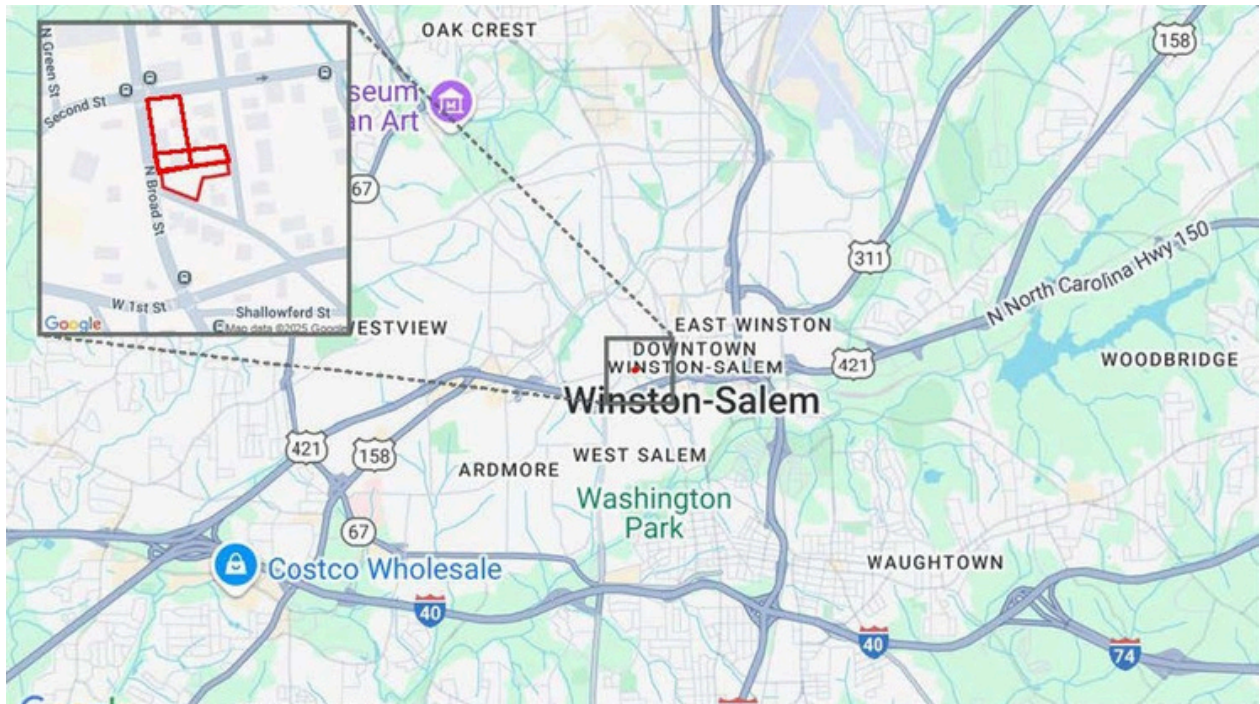 OAK CREST
158
N Green St
Second St
N Broad St
W 1st St
Shallowferd St
Google
Map data ©2025 Google
seum
an Art
67
311
N North Carolina Hwy 150
WESTVIEW
EAST WINSTON
DOWNTOWN
WINSTON-SALEM
421
WOODBRIDGE
Winston-Salem
421
158
ARDMORE
WEST SALEM
Washington
Park
67
WAUGHTOWN
Costco Wholesale
40
40
74